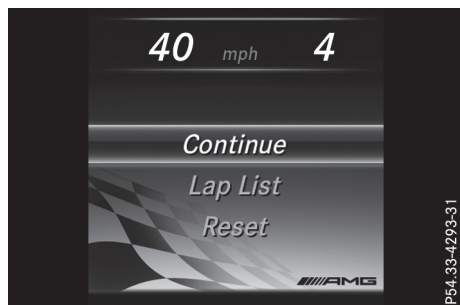 40 mph 4
Continue
Lap List
Reset
AMG
P54.33-4293-31